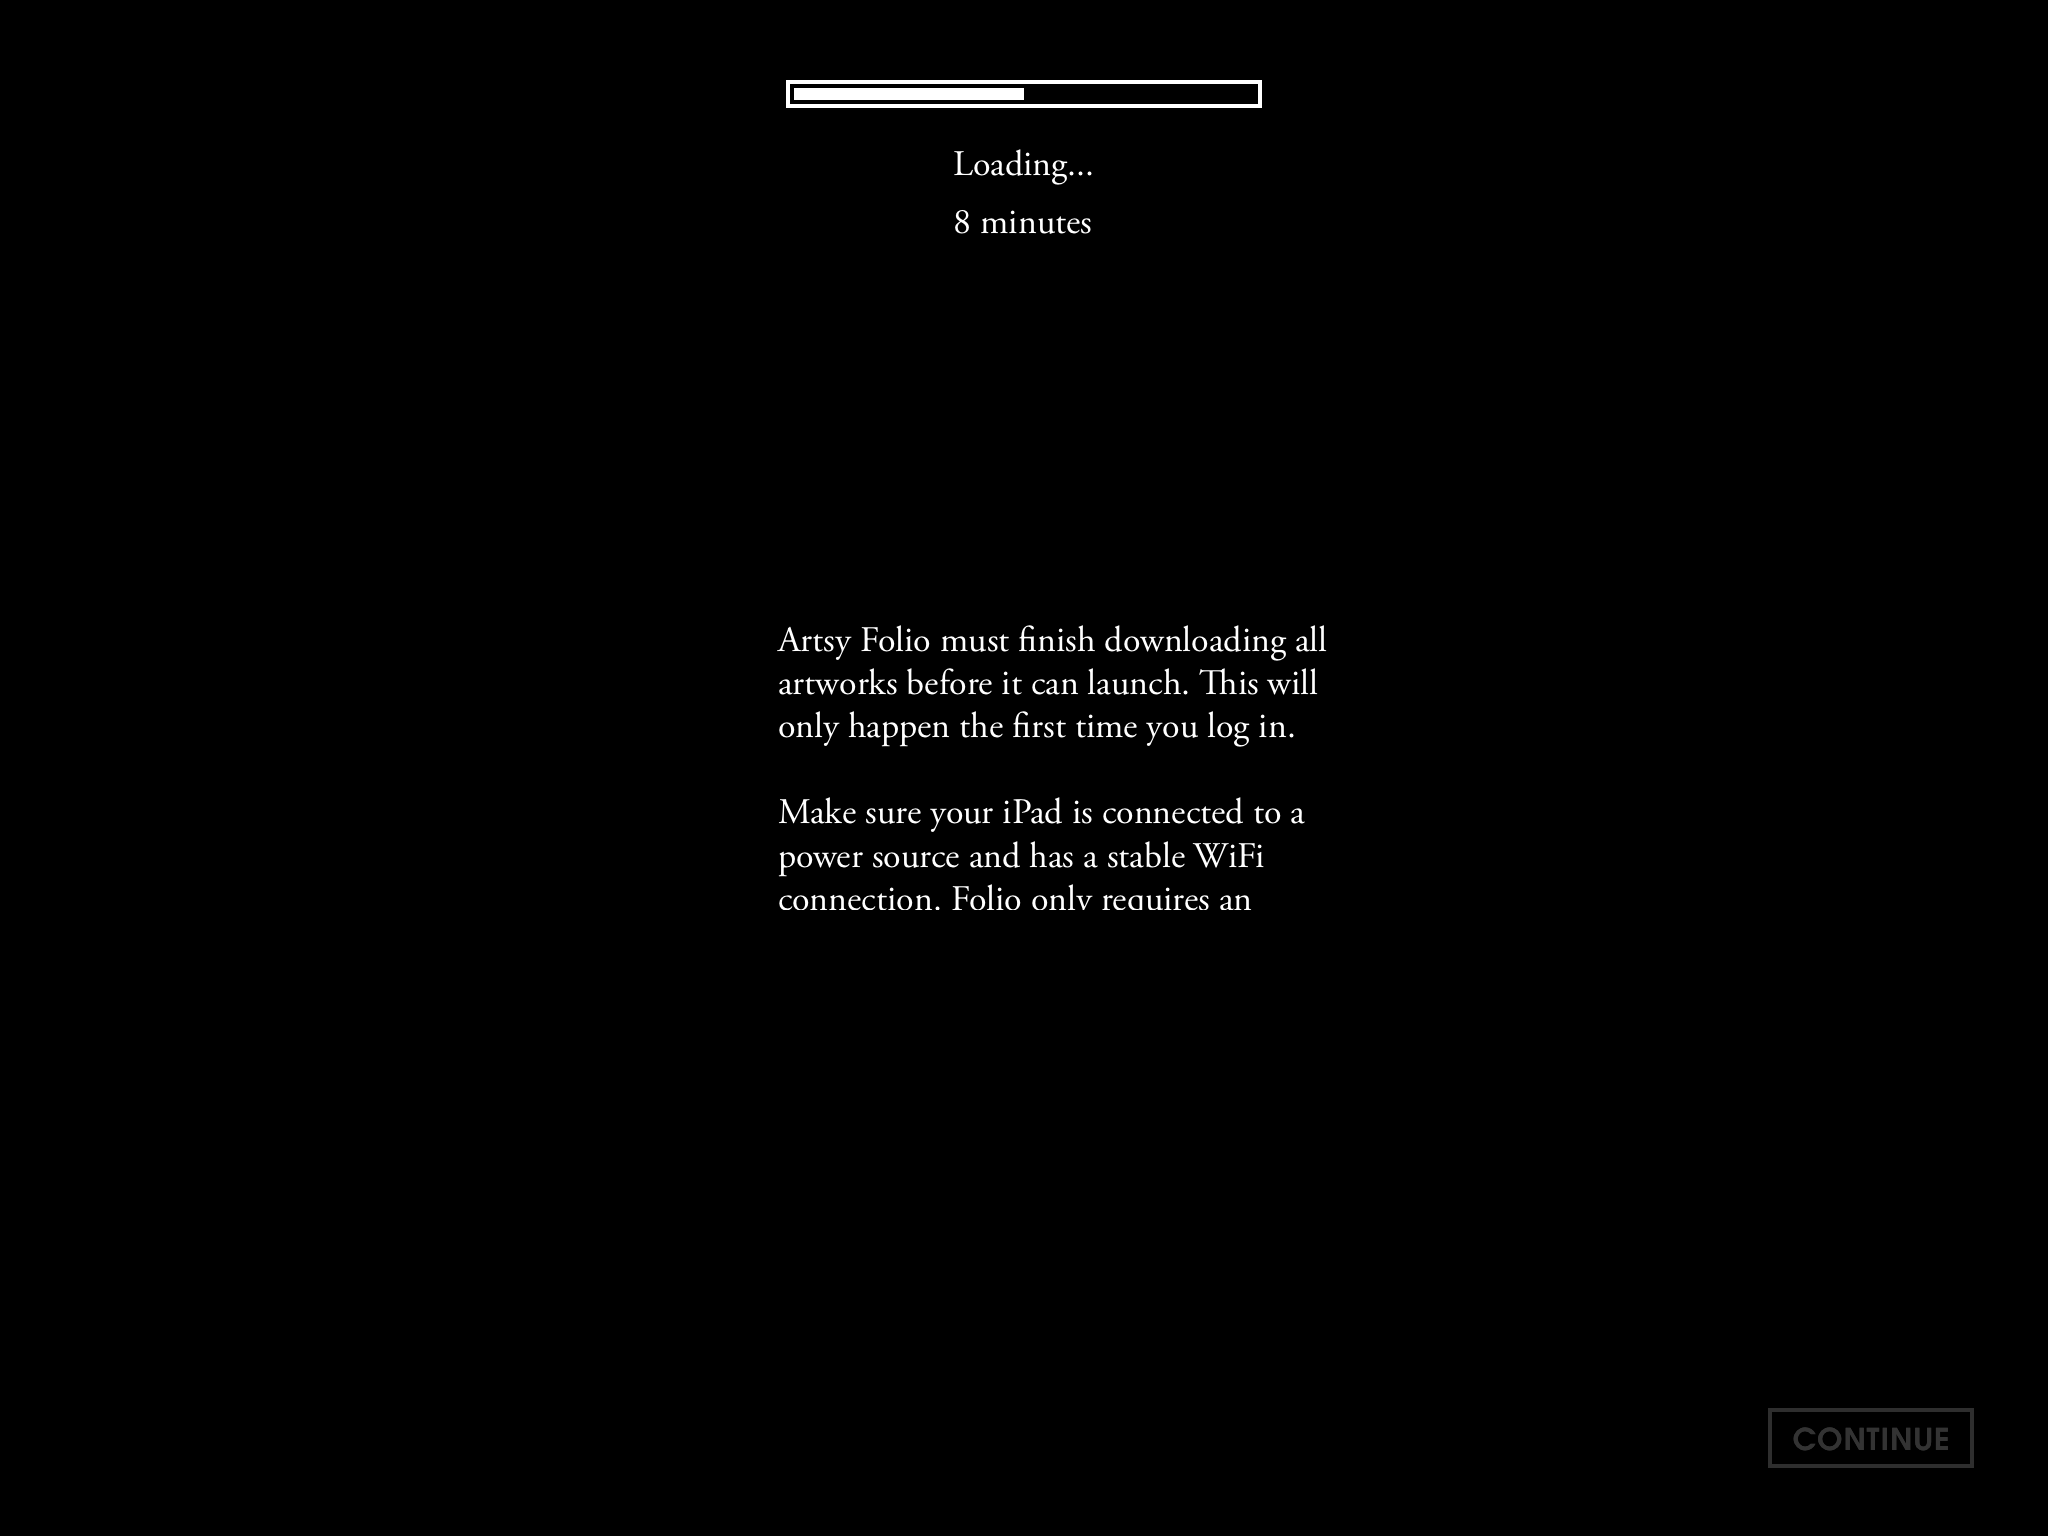 Loading...
8 minutes
Artsy Folio must finish downloading all
artworks before it can launch. This will
only happen the first time you log in.
Make sure your iPad is connected to a
power source and has a stable WiFi
connection. Folio only requires an
CONTINUE